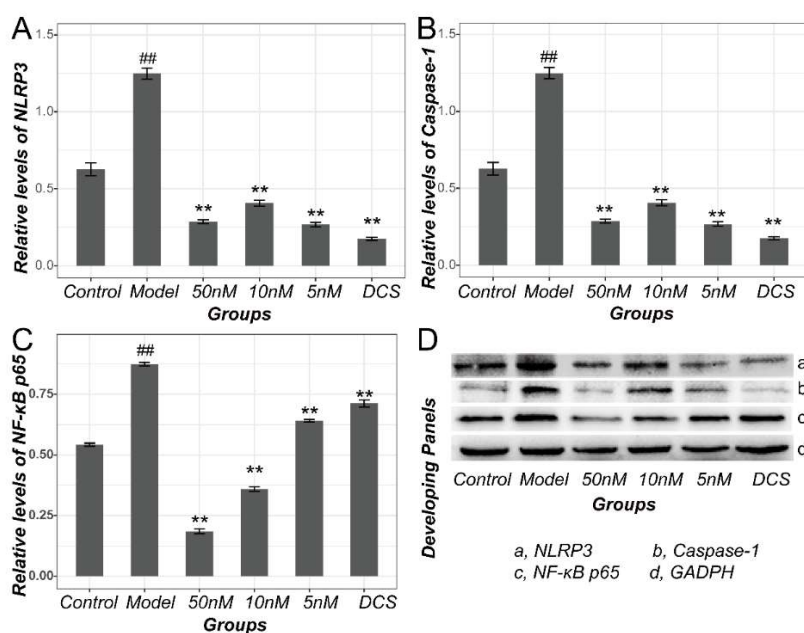 A
Relative levels of NLRP3
1.5
1.0
0.5
0.0
##
**
**
**
**
Control Model 50nM 10nM 5nM DCS
Groups
B
Relative levels of Caspase-1
1.5
1.0
0.5
0.0
##
**
**
**
**
Control Model 50nM 10nM 5nM DCS
Groups
C
Relative levels of NF-κB p65
0.75
0.50
0.25
0.00
##
**
**
**
**
Control Model 50nM 10nM 5nM DCS
Groups
D
Developing Panels
a
b
c
d
Control Model 50nM 10nM 5nM DCS
Groups
a, NLRP3 b, Caspase-1
c, NF-κB p65 d, GADPH